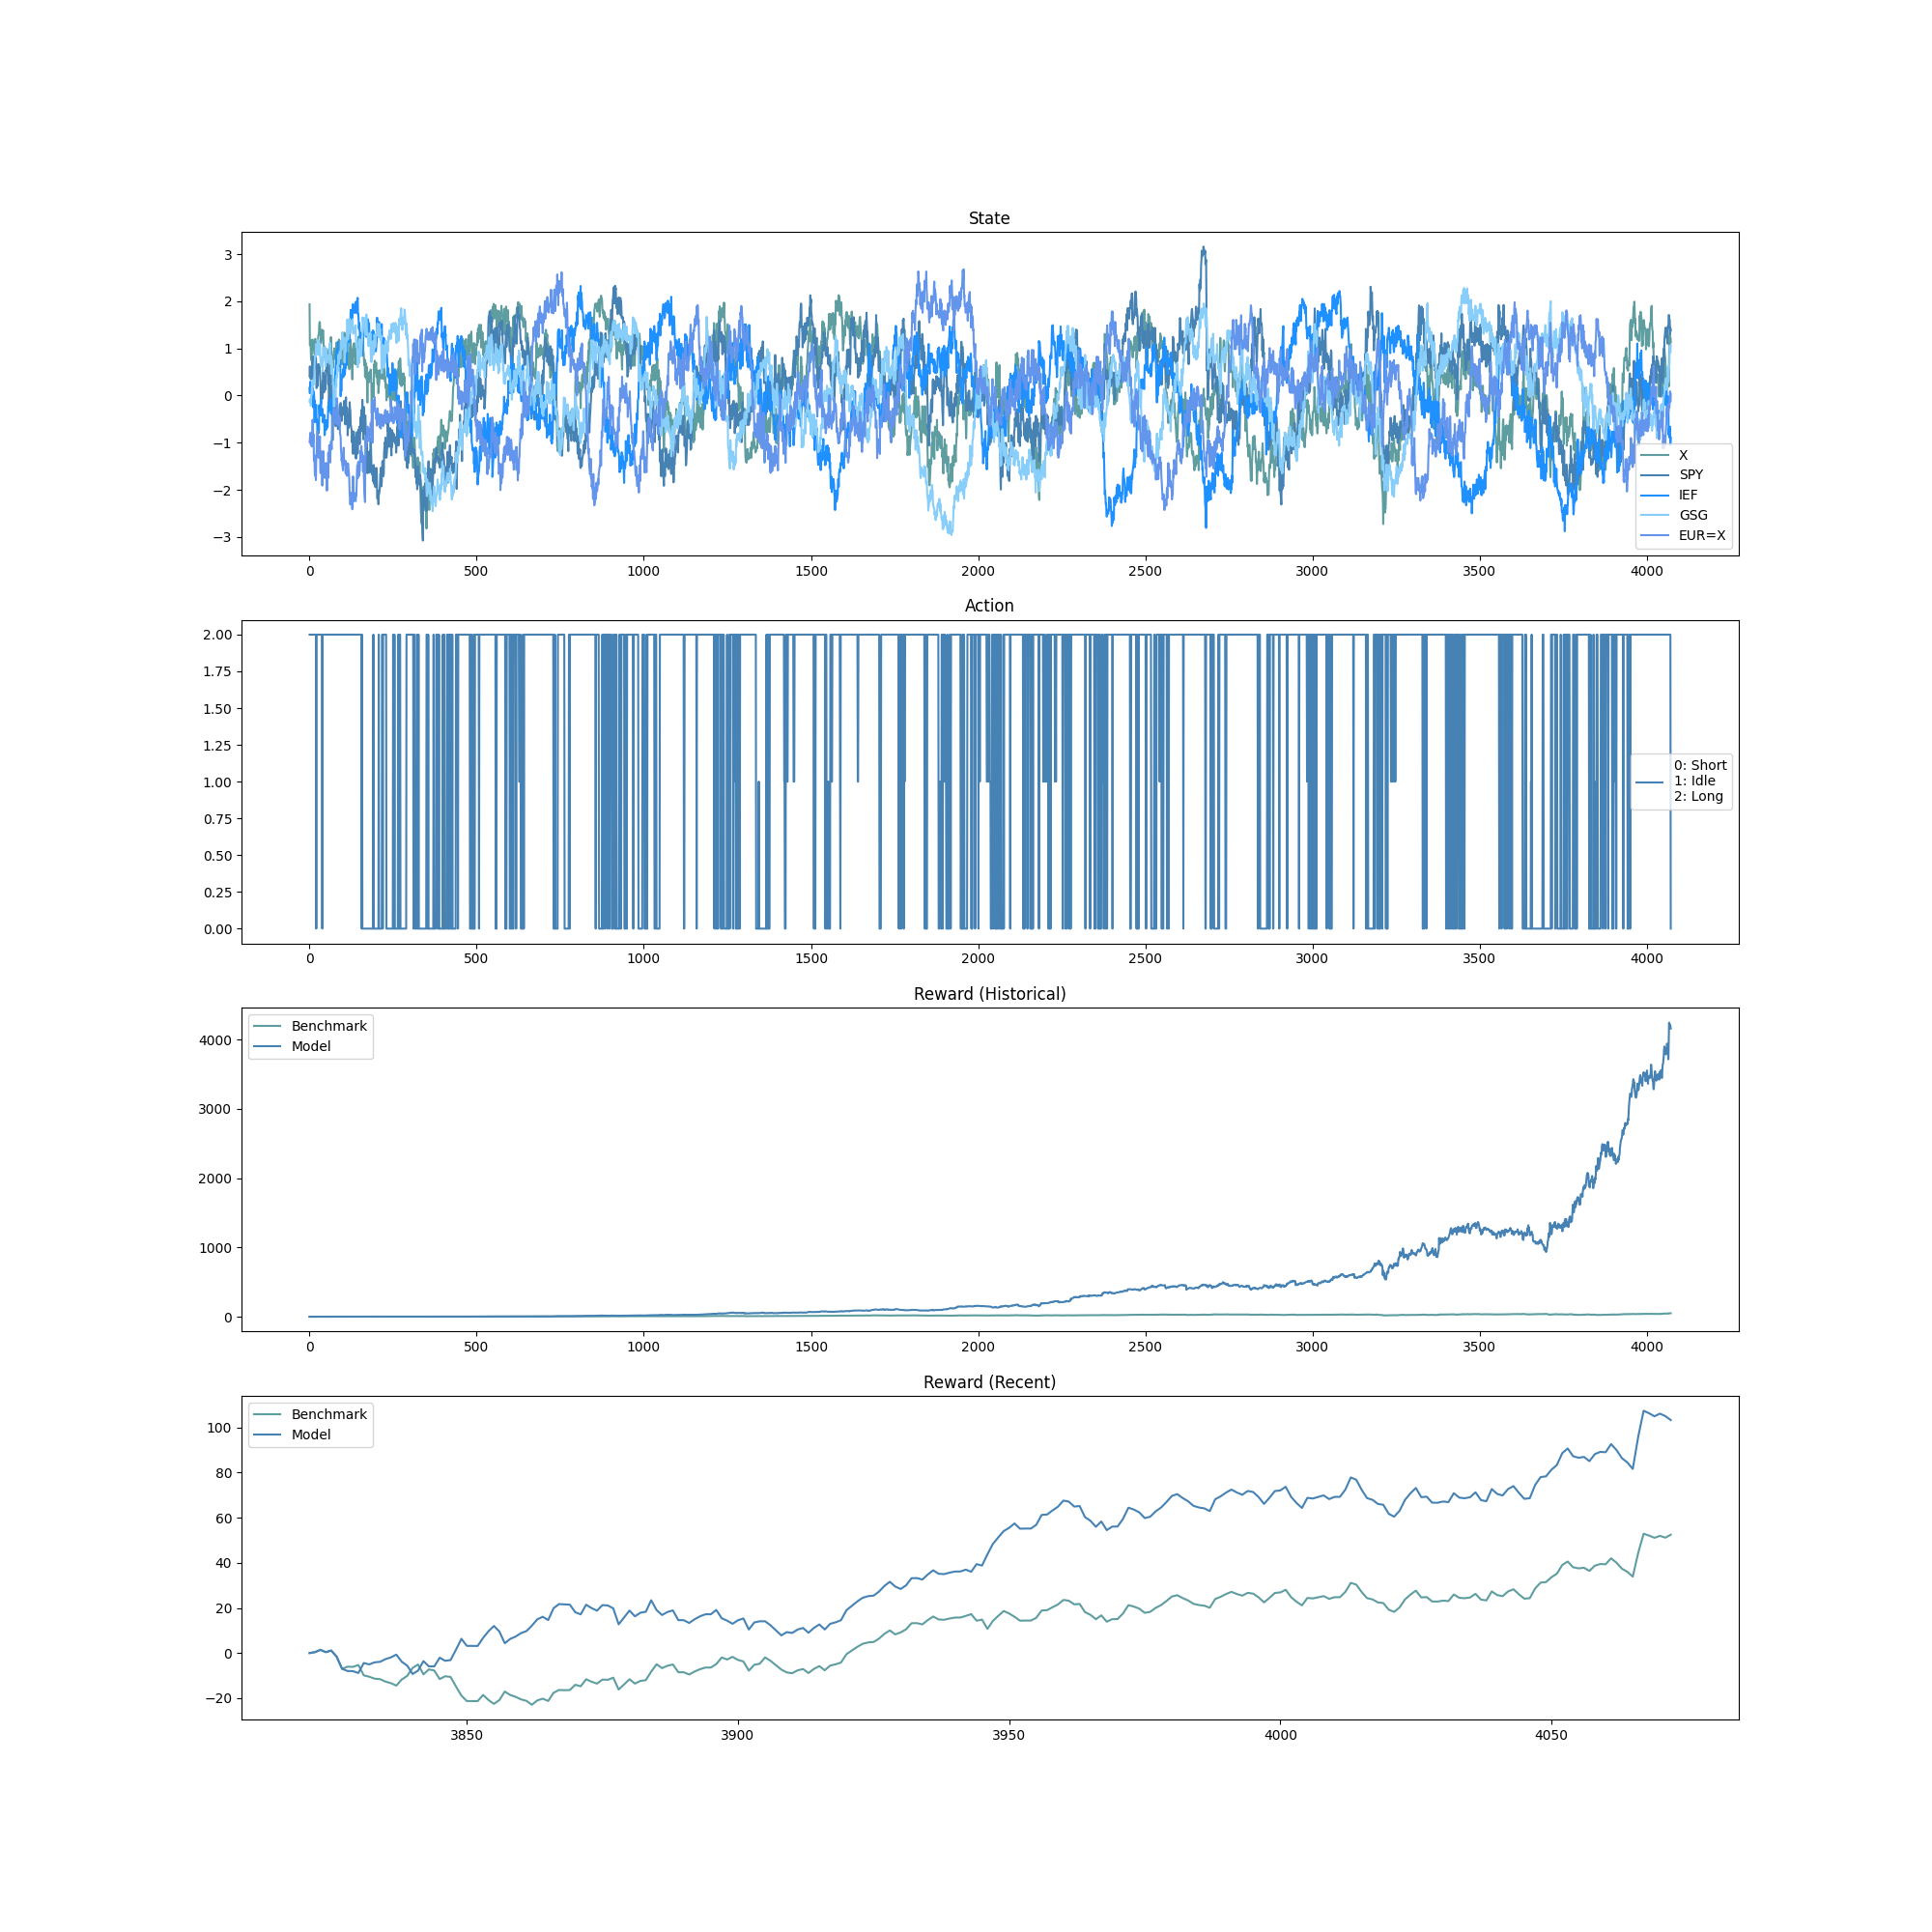 State
3
2
1
0
−1
−2
−3
X
SPY
IEF
GSG
EUR=X
0 500 1000 1500 2000 2500 3000 3500 4000
Action
2.00
1.75
1.50
1.25
1.00
0.75
0.50
0.25
0.00
0: Short
1: Idle
2: Long
0 500 1000 1500 2000 2500 3000 3500 4000
Reward (Historical)
Benchmark
Model
4000
3000
2000
1000
0
0 500 1000 1500 2000 2500 3000 3500 4000
Reward (Recent)
Benchmark
Model
100
80
60
40
20
0
−20
3850 3900 3950 4000 4050